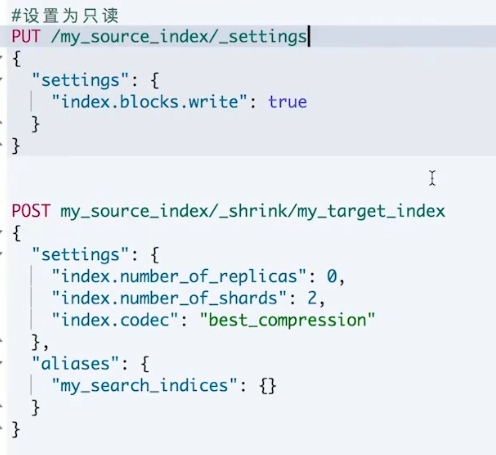 #设置为只读
PUT /my_source_index/_settings
{
  "settings": {
    "index.blocks.write": true
  }
}
POST my_source_index/_shrink/my_target_index
{
  "settings": {
    "index.number_of_replicas": 0,
    "index.number_of_shards": 2,
    "index.codec": "best_compression"
  },
  "aliases": {
    "my_search_indices": {}
  }
}